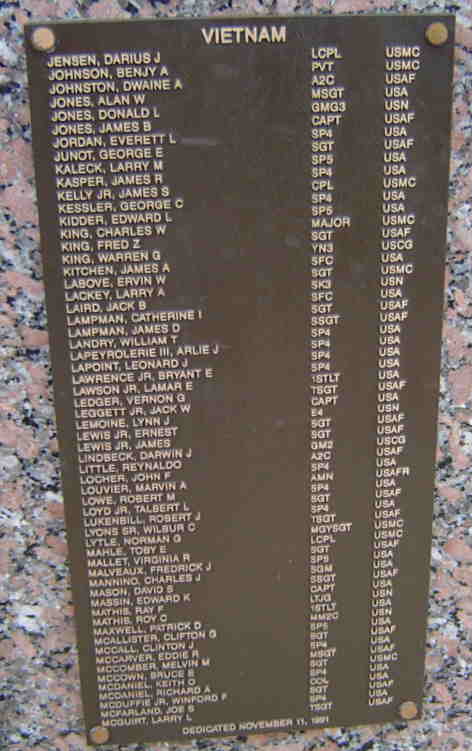 VIETNAM
JENSEN, DARIUS J LCPL USMC
JOHNSON, BENJY A PVT USMC
JOHNSTON, DWAINE A A2C USAF
JONES, ALAN W MSGT USA
JONES, DONALD L GMG3 USN
JONES, JAMES B CAPT USAF
JORDAN, EVERETT L SP4 USA
JUNOT, GEORGE E SGT USAF
KALECK, LARRY M SP5 USA
KASPER, JAMES R SP4 USA
KELLY JR, JAMES S CPL USMC
KESSLER, GEORGE C SP4 USA
KIDDER, EDWARD L SP5 USA
KING, CHARLES W MAJOR USMC
KING, FRED Z SGT USAF
KING, WARREN G YN3 USCG
KITCHEN, JAMES A SFC USA
LABOVE, ERVIN W SGT USMC
LACKEY, LARRY A SK3 USN
LAIRD, JACK B SFC USA
LAMPMAN, CATHERINE I SGT USAF
LAMPMAN, JAMES D SSGT USAF
LANDRY, WILLIAM T SP4 USA
LAPEYROLERIE III, ARLIE J SP4 USA
LAPOINT, LEONARD J SP4 USA
LAWRENCE JR, BRYANT E SP4 USA
LAWSON JR, LAMAR E 1STLT USA
LEDGER, VERNON G TSGT USAF
LEGGETT JR, JACK W CAPT USA
LEMOINE, LYNN J E4 USN
LEWIS JR, ERNEST SGT USAF
LEWIS JR, JAMES SGT USAF
LINDBECK, DARWIN J GM2 USCG
LITTLE, REYNALDO A2C USAF
LOCHER, JOHN F SP4 USA
LOUVIER, MARVIN A AMN USAFR
LOWE, ROBERT M SP4 USA
LOYD JR, TALBERT L SGT USAF
LUKENBILL, ROBERT J SP4 USA
LYONS SR, WILBUR C TSGT USAF
LYTLE, NORMAN G MGYSGT USMC
MAHLE, TOBY E LCPL USMC
MALLET, VIRGINIA R SGT USAF
MALVEAUX, FREDRICK J SP5 USA
MANNINO, CHARLES J SGM USA
MASON, DAVID S SSGT USAF
MASSIN, EDWARD K CAPT USA
MATHIS, RAY F LTJG USN
MATHIS, ROY C 1STLT USA
MAXWELL, PATRICK D MM2C USN
MCALLISTER, CLIFTON G SP5 USA
MCCALL, CLINTON J SGT USAF
MCCARVER, EDDIE R SP4 USA
MCCOMBER, MELVIN M MSGT USAF
MCCOWN, BRUCE E SGT USMC
MCDANIEL, KEITH O SP4 USA
MCDANIEL, RICHARD A COL USAF
MCDUFFIE JR, WINFORD F SGT USA
MCFARLAND, JOE S SP4 USA
MCGUIRT, LARRY L TSGT USAF
DEDICATED NOVEMBER 11, 1991